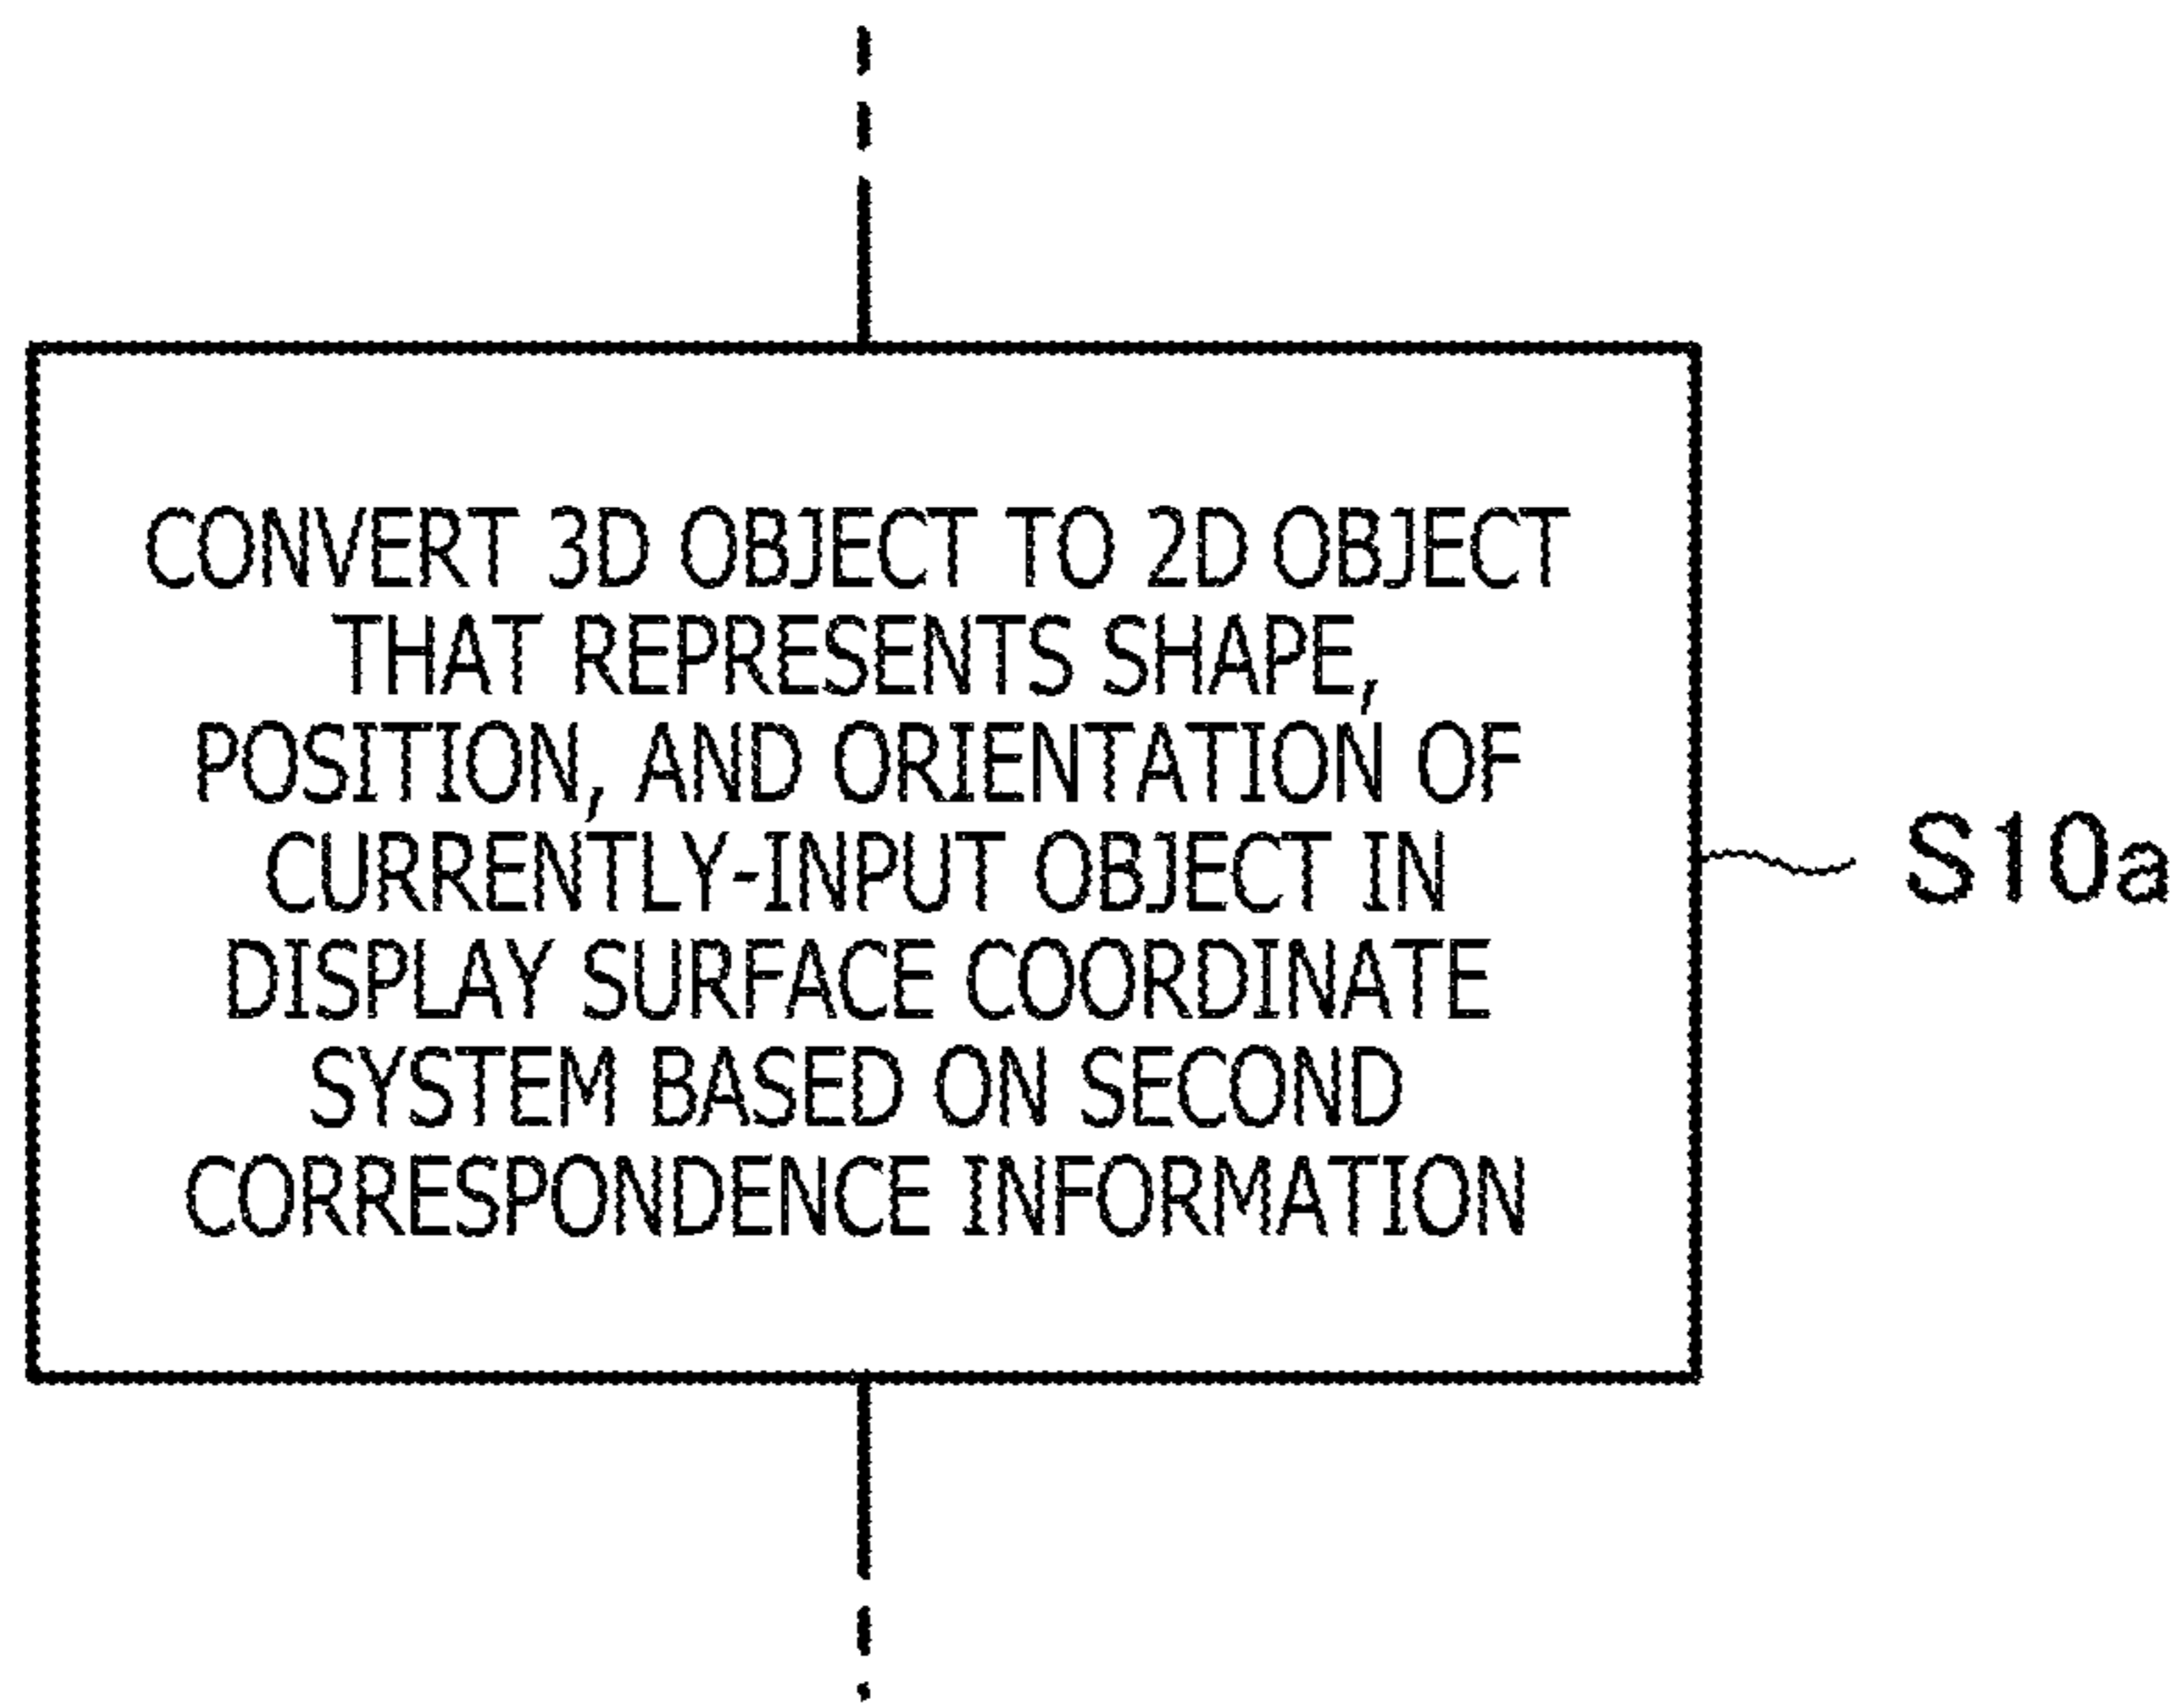 CONVERT 3D OBJECT TO 2D OBJECT
THAT REPRESENTS SHAPE,
POSITION, AND ORIENTATION OF
CURRENTLY-INPUT OBJECT IN
DISPLAY SURFACE COORDINATE
SYSTEM BASED ON SECOND
CORRESPONDENCE INFORMATION
S10a